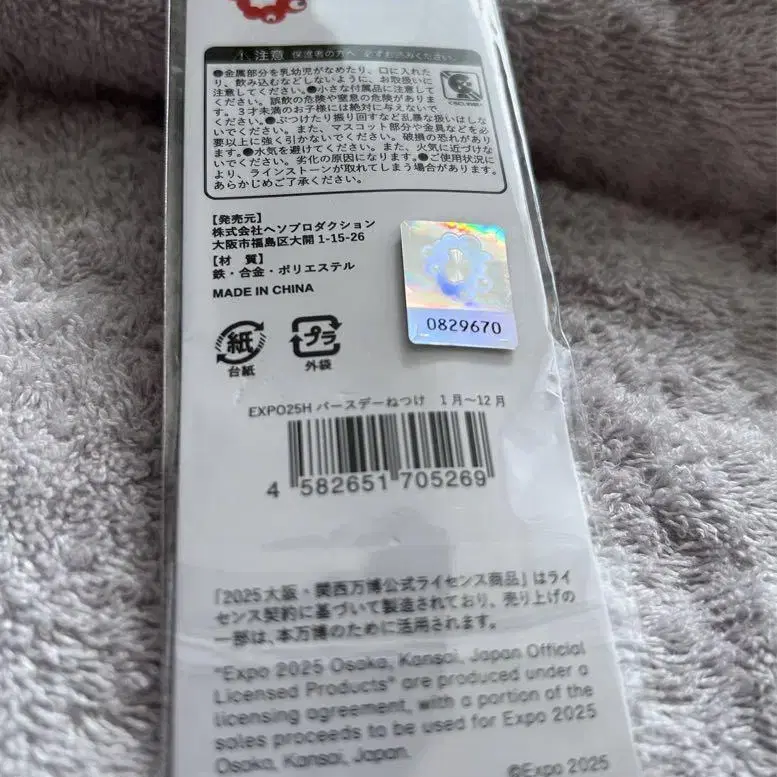 注意 保護者の方へ 必ずお読みください。
●金属部分を乳幼児がなめたり、口に入れた
り、飲み込むなどしないように、お取扱いに
注意してください。●小さな付属品に注意して
ください。誤飲の危険や窒息の危険がありま
す。3才未満のお子様には絶対に与えないで
ください。●ぶつけたり振り回すなど乱暴な扱いはしな
いでください。また、マスコット部分や金具などを必
要以上に強く引かないでください。破損の恐れがあり
ます。●水気を避けてください。また、火気に近づけな
いでください。劣化の原因になります。●ご使用状況に
より、ラインストーンが取れてしまう場合があります。
あらかじめご了承ください。
【発売元】
株式会社ヘソプロダクション
大阪市福島区大開 1-15-26
【材 質】
鉄・合金・ポリエステル
MADE IN CHINA
0829670
紙
台紙
プラ
外袋
EXPO25H バースデーねつけ 1月〜12月
4 582651 705269
「2025大阪・関西万博公式ライセンス商品」はライ
センス契約に基づいて製造されており、売り上げの
一部は、本万博のために活用されます。
"Expo 2025 Osaka, Kansai, Japan Official
Licensed Products" are produced under a
licensing agreement, with a portion of the
sales proceeds to be used for Expo 2025
Osaka, Kansai, Japan.
©Expo 2025